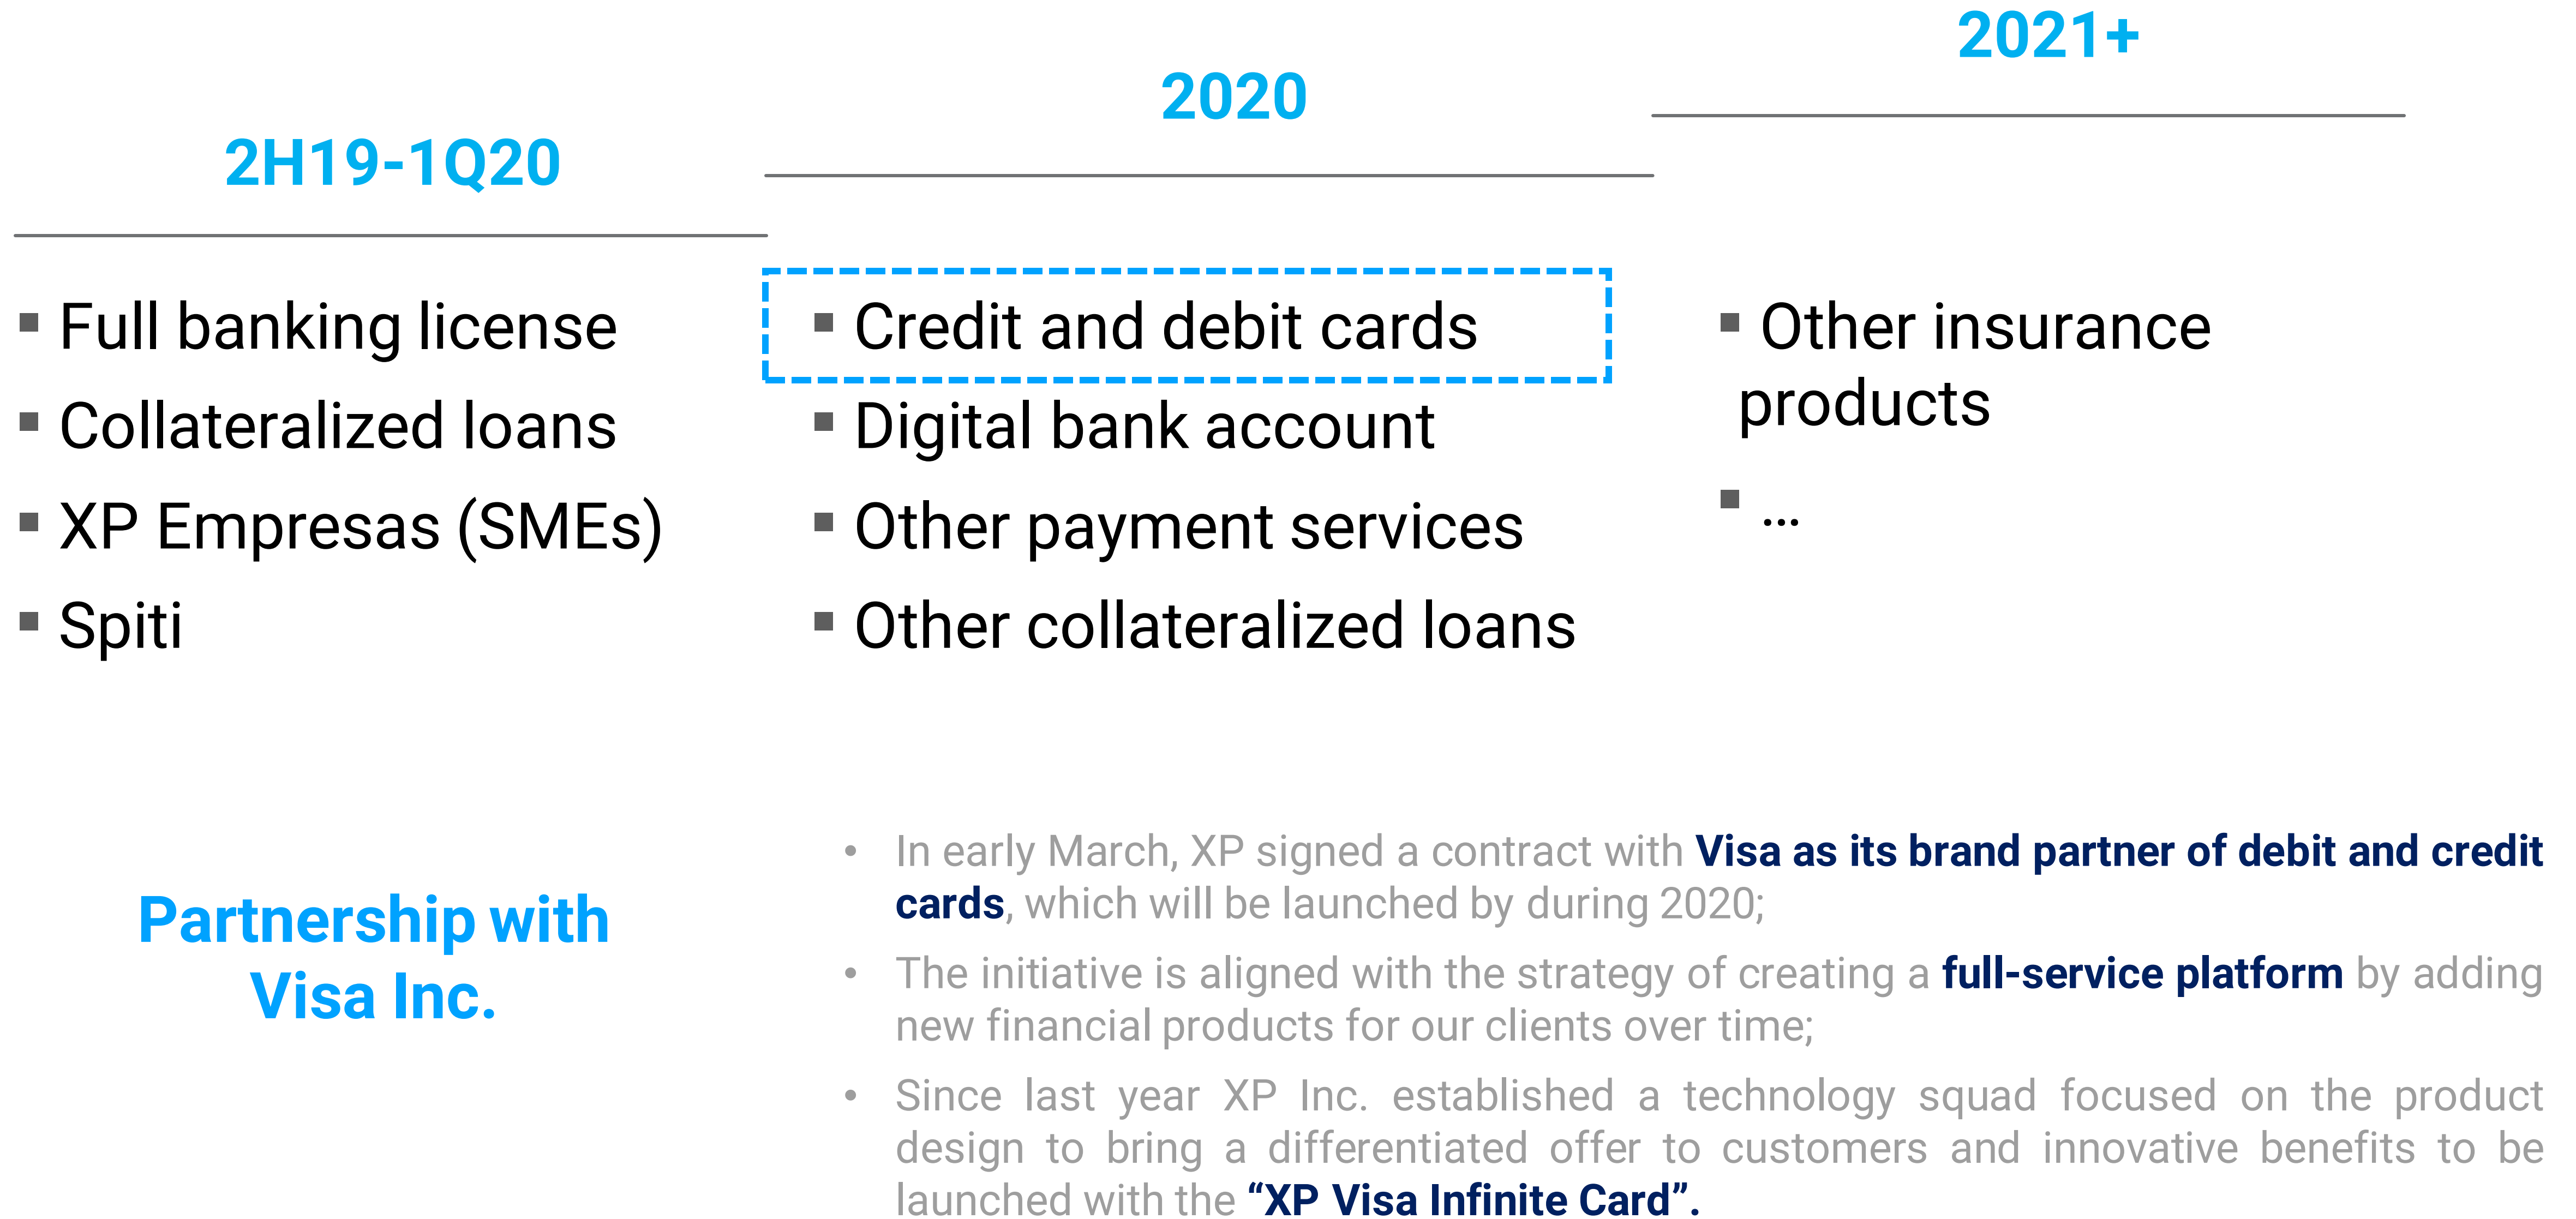 2H19-1Q20
▪ Full banking license
▪ Collateralized loans
▪ XP Empresas (SMEs)
▪ Spiti
2020
▪ Credit and debit cards
▪ Digital bank account
▪ Other payment services
▪ Other collateralized loans
2021+
▪ Other insurance
products
▪ ...
Partnership with
Visa Inc.
• In early March, XP signed a contract with Visa as its brand partner of debit and credit
cards, which will be launched by during 2020;
• The initiative is aligned with the strategy of creating a full-service platform by adding
new financial products for our clients over time;
• Since last year XP Inc. established a technology squad focused on the product
design to bring a differentiated offer to customers and innovative benefits to be
launched with the “XP Visa Infinite Card”.